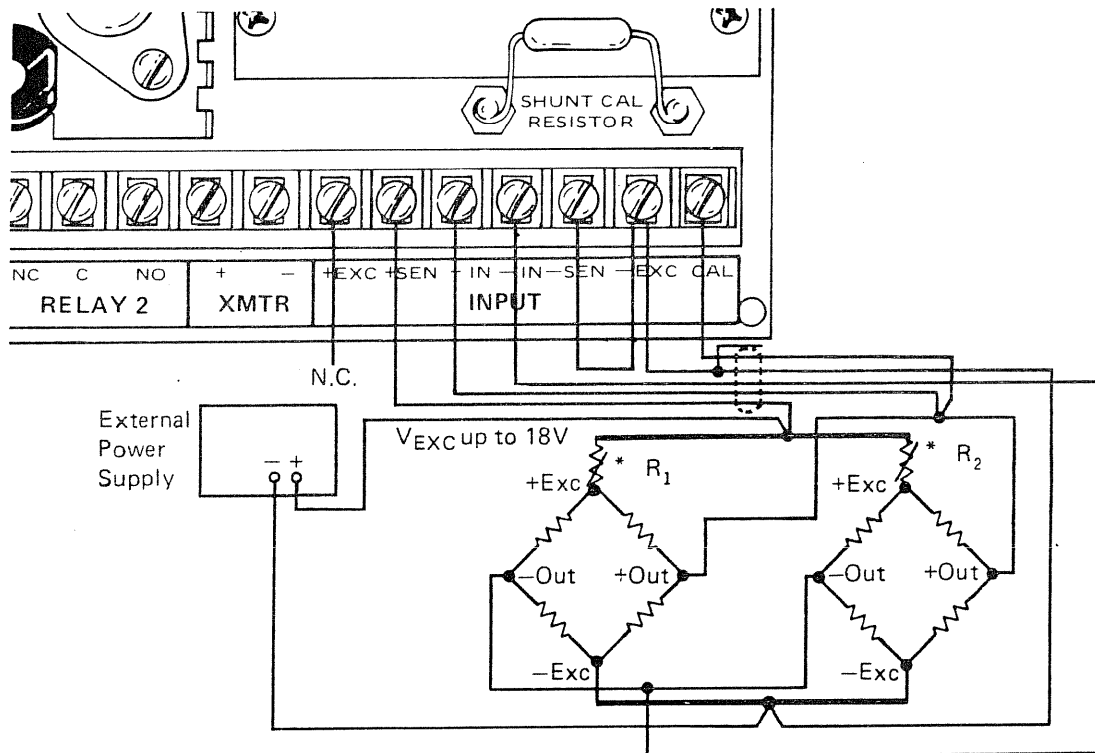 SHUNT CAL
RESISTOR
NC C NO + − +EXC +SEN +IN −IN −SEN −EXC CAL
RELAY 2 XMTR INPUT
N.C.
External
Power
Supply
− +
VEXC up to 18V
* R1
* R2
+Exc
+Exc
−Out +Out
−Out +Out
−Exc
−Exc